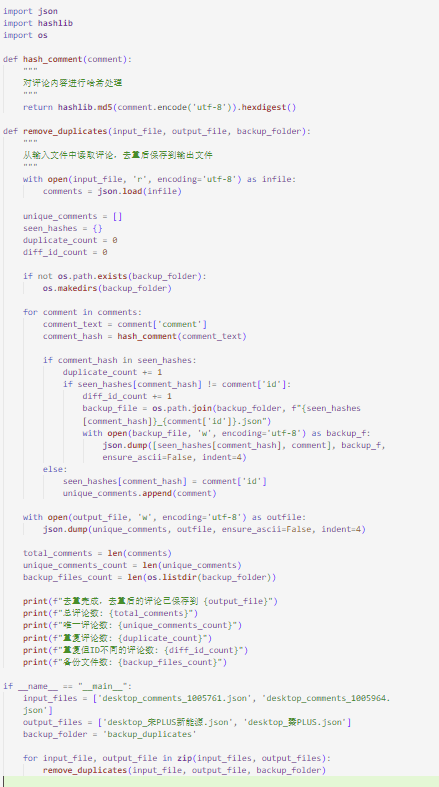 import json
import hashlib
import os

def hash_comment(comment):
    """
    对评论内容进行哈希处理
    """
    return hashlib.md5(comment.encode('utf-8')).hexdigest()

def remove_duplicates(input_file, output_file, backup_folder):
    """
    从输入文件中读取评论，去重后保存到输出文件
    """
    with open(input_file, 'r', encoding='utf-8') as infile:
        comments = json.load(infile)

    unique_comments = []
    seen_hashes = {}
    duplicate_count = 0
    diff_id_count = 0

    if not os.path.exists(backup_folder):
        os.makedirs(backup_folder)

    for comment in comments:
        comment_text = comment['comment']
        comment_hash = hash_comment(comment_text)

        if comment_hash in seen_hashes:
            duplicate_count += 1
            if seen_hashes[comment_hash] != comment['id']:
                diff_id_count += 1
                backup_file = os.path.join(backup_folder, f"{seen_hashes
                [comment_hash]}_{comment['id']}.json")
                with open(backup_file, 'w', encoding='utf-8') as backup_f:
                    json.dump([seen_hashes[comment_hash], comment], backup_f,
                    ensure_ascii=False, indent=4)
        else:
            seen_hashes[comment_hash] = comment['id']
            unique_comments.append(comment)

    with open(output_file, 'w', encoding='utf-8') as outfile:
        json.dump(unique_comments, outfile, ensure_ascii=False, indent=4)

    total_comments = len(comments)
    unique_comments_count = len(unique_comments)
    backup_files_count = len(os.listdir(backup_folder))

    print(f"去重完成，去重后的评论已保存到 {output_file}")
    print(f"总评论数: {total_comments}")
    print(f"唯一评论数: {unique_comments_count}")
    print(f"重复评论数: {duplicate_count}")
    print(f"重复但ID不同的评论数: {diff_id_count}")
    print(f"备份文件数: {backup_files_count}")

if __name__ == "__main__":
    input_files = ['desktop_comments_1005761.json', 'desktop_comments_1005964.
    json']
    output_files = ['desktop_宋PLUS新能源.json', 'desktop_秦PLUS.json']
    backup_folder = 'backup_duplicates'

    for input_file, output_file in zip(input_files, output_files):
        remove_duplicates(input_file, output_file, backup_folder)